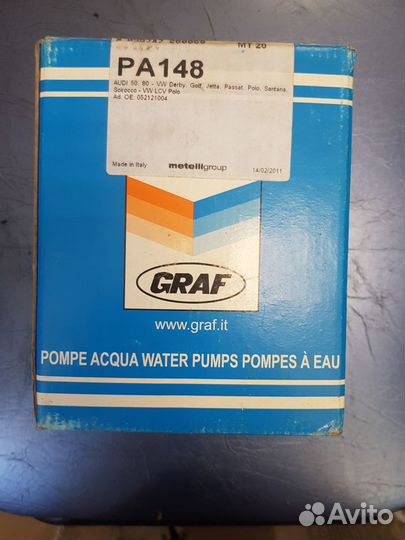 MT 20
PA148
AUDI 50, 80 - VW Derby, Golf, Jetta, Passat, Polo, Santana,
Scirocco - VW LCV Polo
Ad. OE: 052121004
Made in Italy
metelligroup
14/02/2011
GRAF
www.graf.it
POMPE ACQUA WATER PUMPS POMPES À EAU
Avito